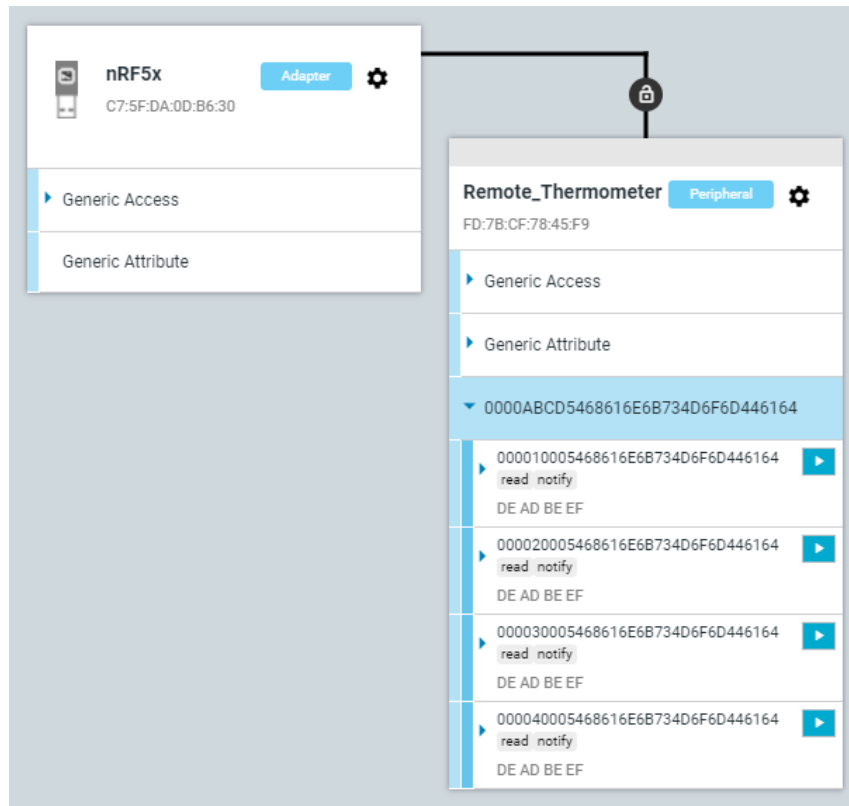 nRF5x Adapter
C7:5F:DA:0D:B6:30
Generic Access
Generic Attribute
Remote_Thermometer Peripheral
FD:7B:CF:78:45:F9
Generic Access
Generic Attribute
0000ABCD5468616E6B734D6F6D446164
000010005468616E6B734D6F6D446164
read notify
DE AD BE EF
000020005468616E6B734D6F6D446164
read notify
DE AD BE EF
000030005468616E6B734D6F6D446164
read notify
DE AD BE EF
000040005468616E6B734D6F6D446164
read notify
DE AD BE EF